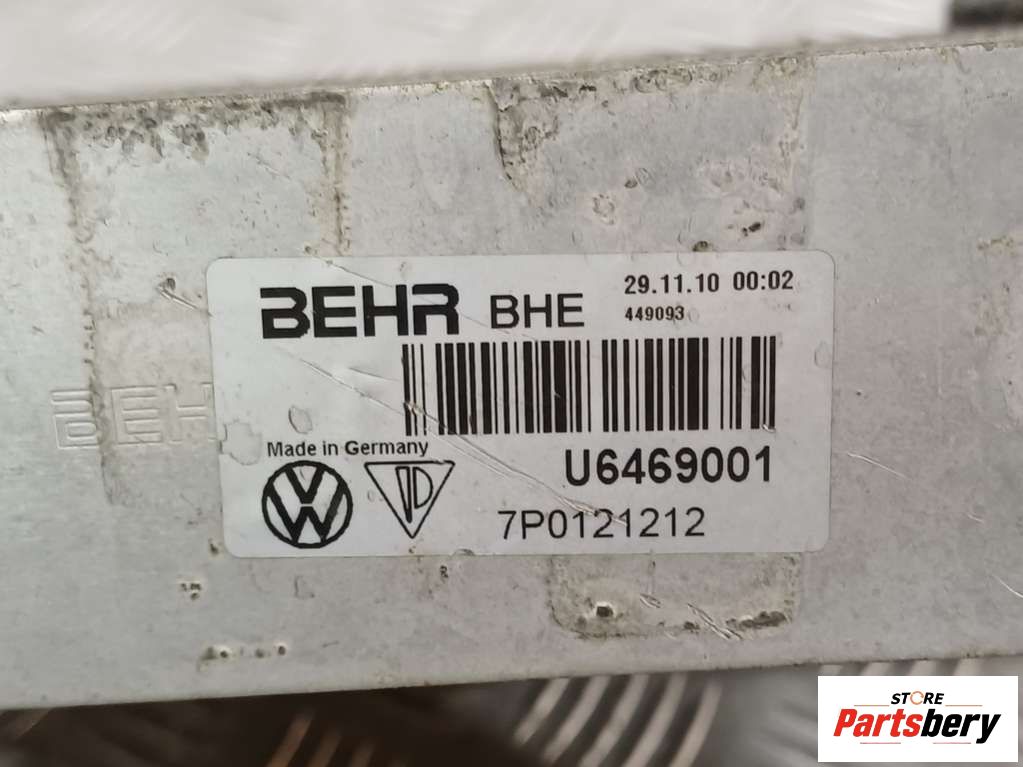 BEHR BHE 29.11.10 00:02
449093
BEH
Made in Germany
U6469001
7P0121212
STORE
Partsbery